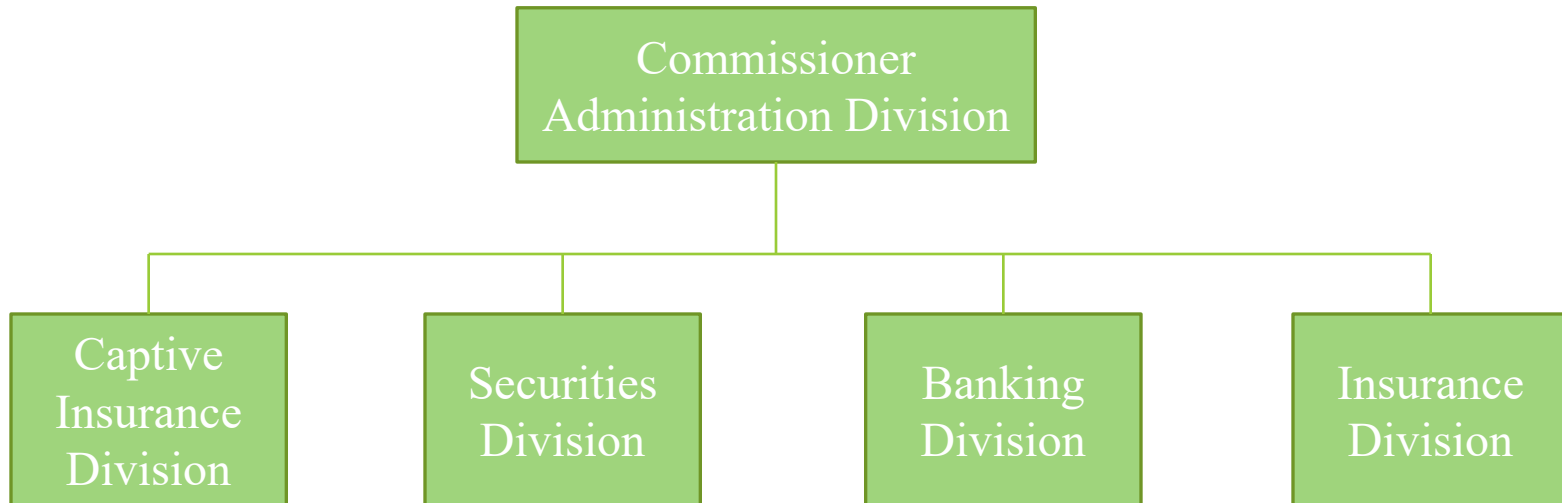 Commissioner
Administration Division
Captive
Insurance
Division
Securities
Division
Banking
Division
Insurance
Division